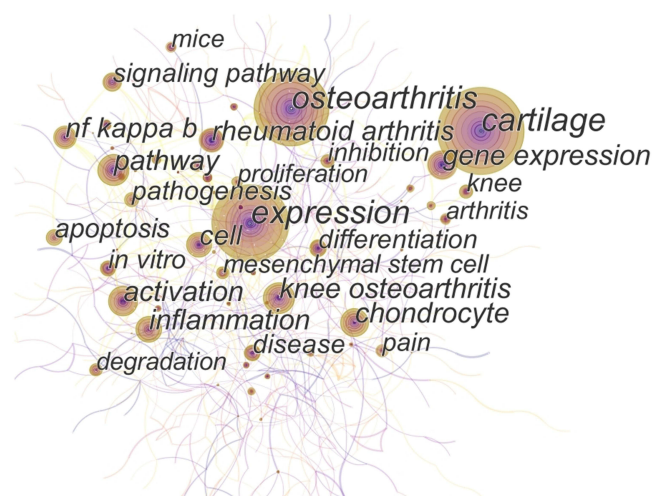 mice
signaling pathway
osteoarthritis
cartilage
nf kappa b
rheumatoid arthritis
pathway
inhibition
gene expression
proliferation
pathogenesis
knee
expression
arthritis
apoptosis
cell
differentiation
in vitro
mesenchymal stem cell
activation
knee osteoarthritis
inflammation
chondrocyte
disease
pain
degradation